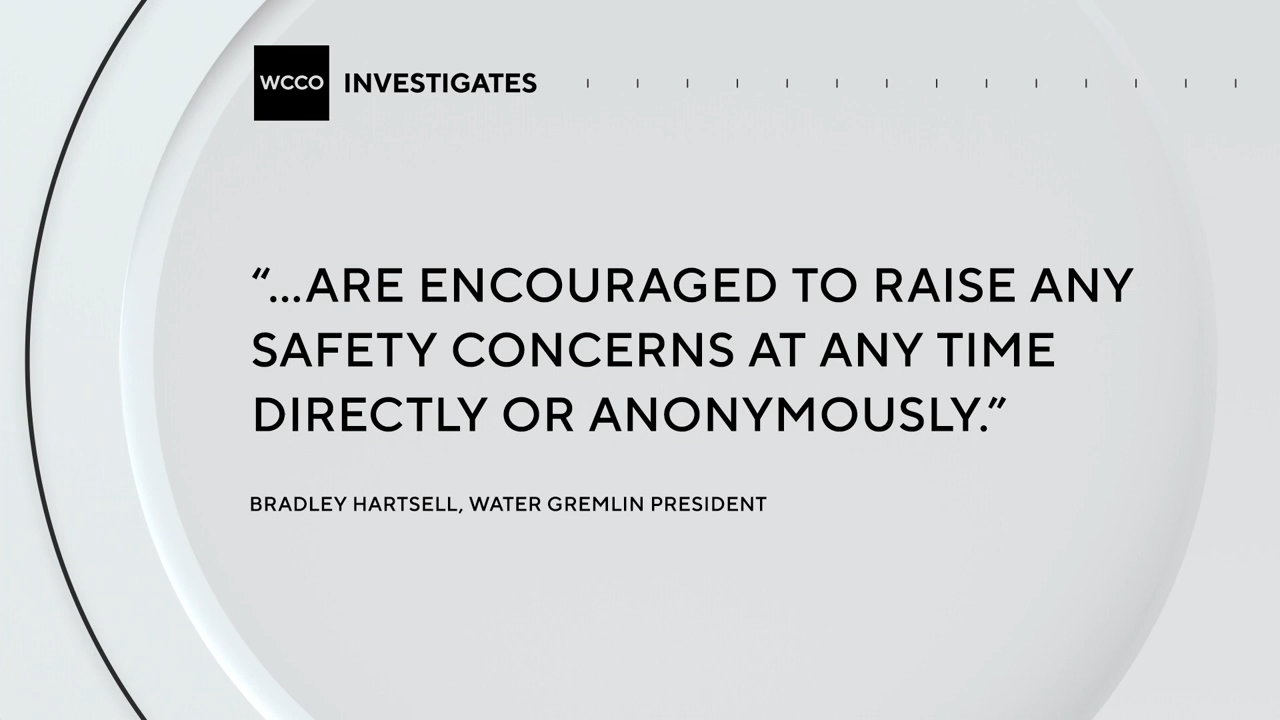 WCCO INVESTIGATES
“...ARE ENCOURAGED TO RAISE ANY
SAFETY CONCERNS AT ANY TIME
DIRECTLY OR ANONYMOUSLY.”
BRADLEY HARTSELL, WATER GREMLIN PRESIDENT